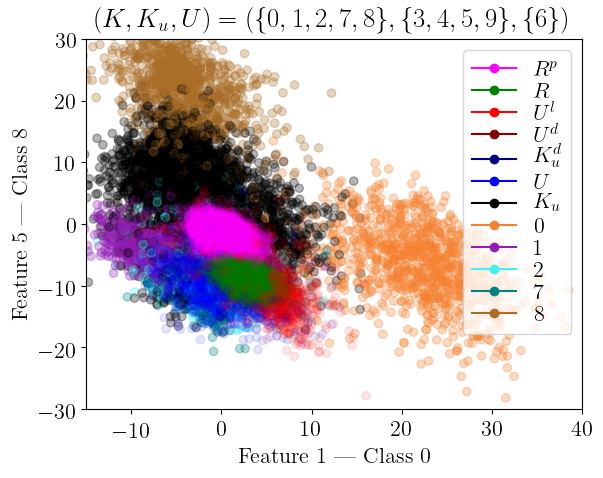 (K, K_u, U) = ({0, 1, 2, 7, 8}, {3, 4, 5, 9}, {6})
30
20
10
0
−10
−20
−30
Feature 5 — Class 8
R^p
R
U^l
U^d
K_u^d
U
K_u
0
1
2
7
8
−10
0
10
20
30
40
Feature 1 — Class 0